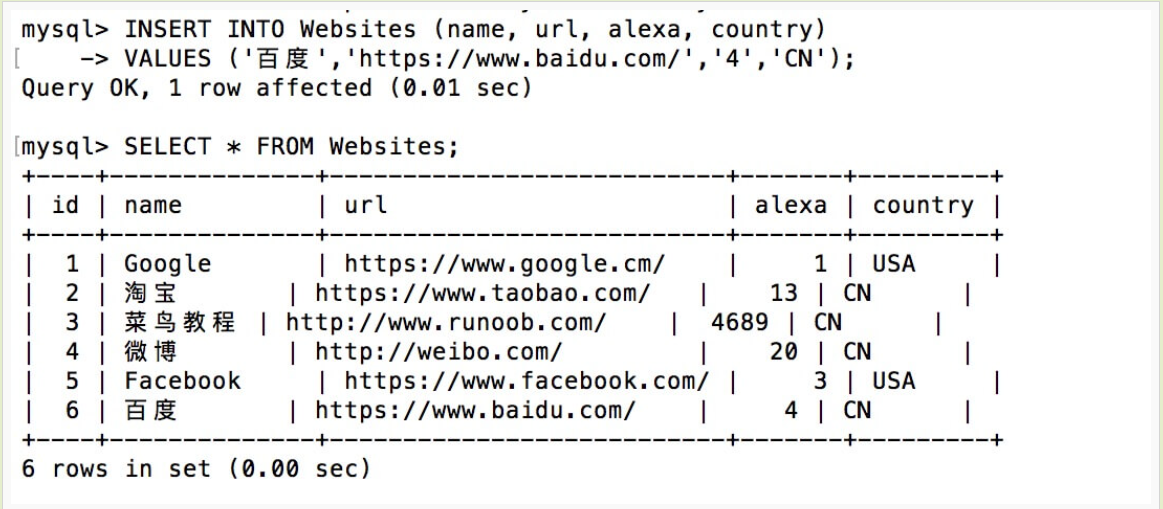 mysql> INSERT INTO Websites (name, url, alexa, country)
    -> VALUES ('百度','https://www.baidu.com/','4','CN');
Query OK, 1 row affected (0.01 sec)
[mysql> SELECT * FROM Websites;
+----+--------------+---------------------------+-------+---------+
| id | name         | url                       | alexa | country |
+----+--------------+---------------------------+-------+---------+
|  1 | Google       | https://www.google.cm/    |     1 | USA     |
|  2 | 淘宝       | https://www.taobao.com/   |    13 | CN      |
|  3 | 菜鸟教程 | http://www.runoob.com/    |  4689 | CN      |
|  4 | 微博       | http://weibo.com/         |    20 | CN      |
|  5 | Facebook     | https://www.facebook.com/ |     3 | USA     |
|  6 | 百度       | https://www.baidu.com/    |     4 | CN      |
+----+--------------+---------------------------+-------+---------+
6 rows in set (0.00 sec)